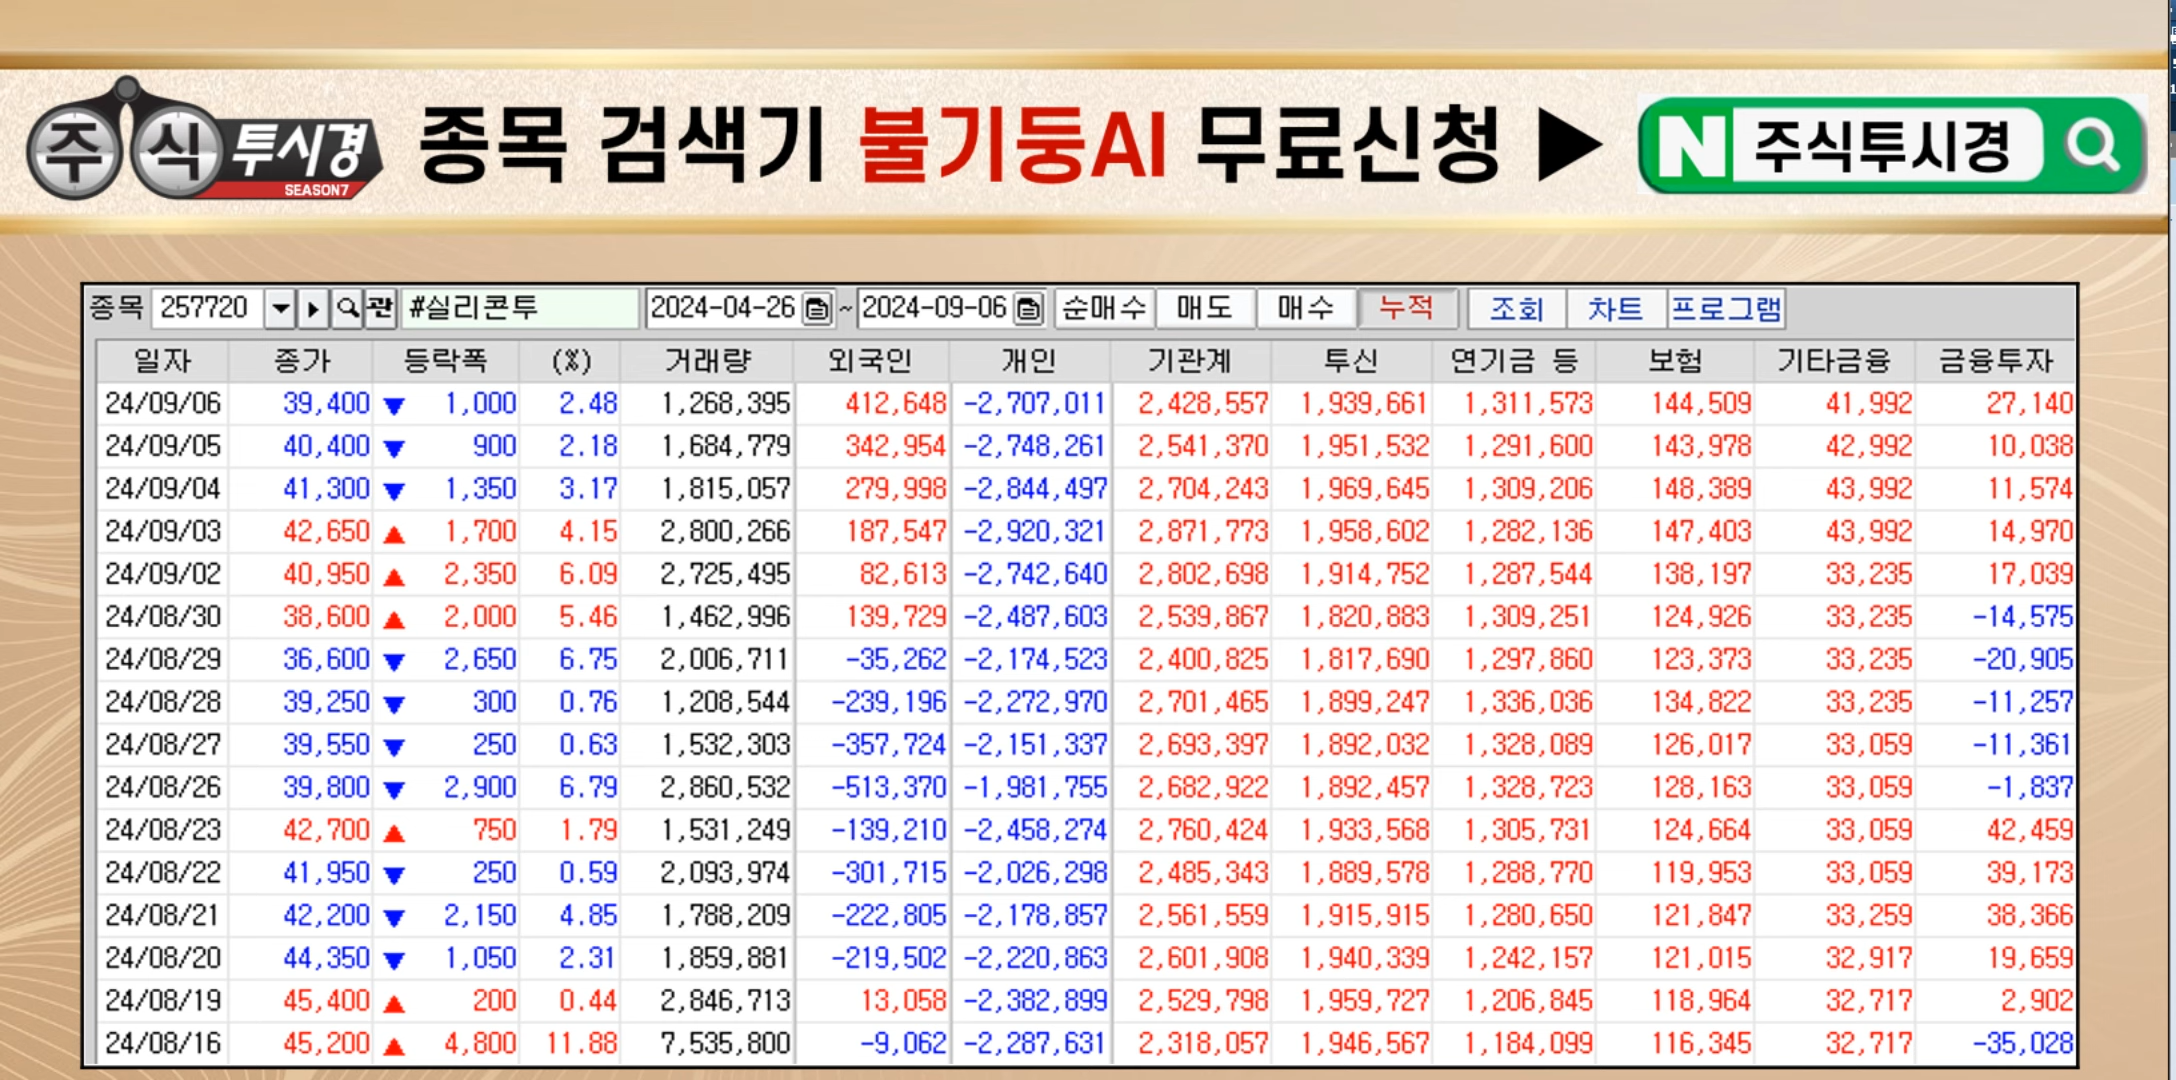 주식투시경 SEASON7 종목 검색기 불기둥AI 무료신청 ▶ N 주식투시경
종목 257720 관 #실리콘투 2024-04-26 ~ 2024-09-06 순매수 매도 매수 누적 조회 차트 프로그램
일자 종가 등락폭 (%) 거래량 외국인 개인 기관계 투신 연기금 등 보험 기타금융 금융투자
24/09/06 39,400 ▼ 1,000 2.48 1,268,395 412,648 -2,707,011 2,428,557 1,939,661 1,311,573 144,509 41,992 27,140
24/09/05 40,400 ▼ 900 2.18 1,684,779 342,954 -2,748,261 2,541,370 1,951,532 1,291,600 143,978 42,992 10,038
24/09/04 41,300 ▼ 1,350 3.17 1,815,057 279,998 -2,844,497 2,704,243 1,969,645 1,309,206 148,389 43,992 11,574
24/09/03 42,650 ▲ 1,700 4.15 2,800,266 187,547 -2,920,321 2,871,773 1,958,602 1,282,136 147,403 43,992 14,970
24/09/02 40,950 ▲ 2,350 6.09 2,725,495 82,613 -2,742,640 2,802,698 1,914,752 1,287,544 138,197 33,235 17,039
24/08/30 38,600 ▲ 2,000 5.46 1,462,996 139,729 -2,487,603 2,539,867 1,820,883 1,309,251 124,926 33,235 -14,575
24/08/29 36,600 ▼ 2,650 6.75 2,006,711 -35,262 -2,174,523 2,400,825 1,817,690 1,297,860 123,373 33,235 -20,905
24/08/28 39,250 ▼ 300 0.76 1,208,544 -239,196 -2,272,970 2,701,465 1,899,247 1,336,036 134,822 33,235 -11,257
24/08/27 39,550 ▼ 250 0.63 1,532,303 -357,724 -2,151,337 2,693,397 1,892,032 1,328,089 126,017 33,059 -11,361
24/08/26 39,800 ▼ 2,900 6.79 2,860,532 -513,370 -1,981,755 2,682,922 1,892,457 1,328,723 128,163 33,059 -1,837
24/08/23 42,700 ▲ 750 1.79 1,531,249 -139,210 -2,458,274 2,760,424 1,933,568 1,305,731 124,664 33,059 42,459
24/08/22 41,950 ▼ 250 0.59 2,093,974 -301,715 -2,026,298 2,485,343 1,889,578 1,288,770 119,953 33,059 39,173
24/08/21 42,200 ▼ 2,150 4.85 1,788,209 -222,805 -2,178,857 2,561,559 1,915,915 1,280,650 121,847 33,259 38,366
24/08/20 44,350 ▼ 1,050 2.31 1,859,881 -219,502 -2,220,863 2,601,908 1,940,339 1,242,157 121,015 32,917 19,659
24/08/19 45,400 ▲ 200 0.44 2,846,713 13,058 -2,382,899 2,529,798 1,959,727 1,206,845 118,964 32,717 2,902
24/08/16 45,200 ▲ 4,800 11.88 7,535,800 -9,062 -2,287,631 2,318,057 1,946,567 1,184,099 116,345 32,717 -35,028